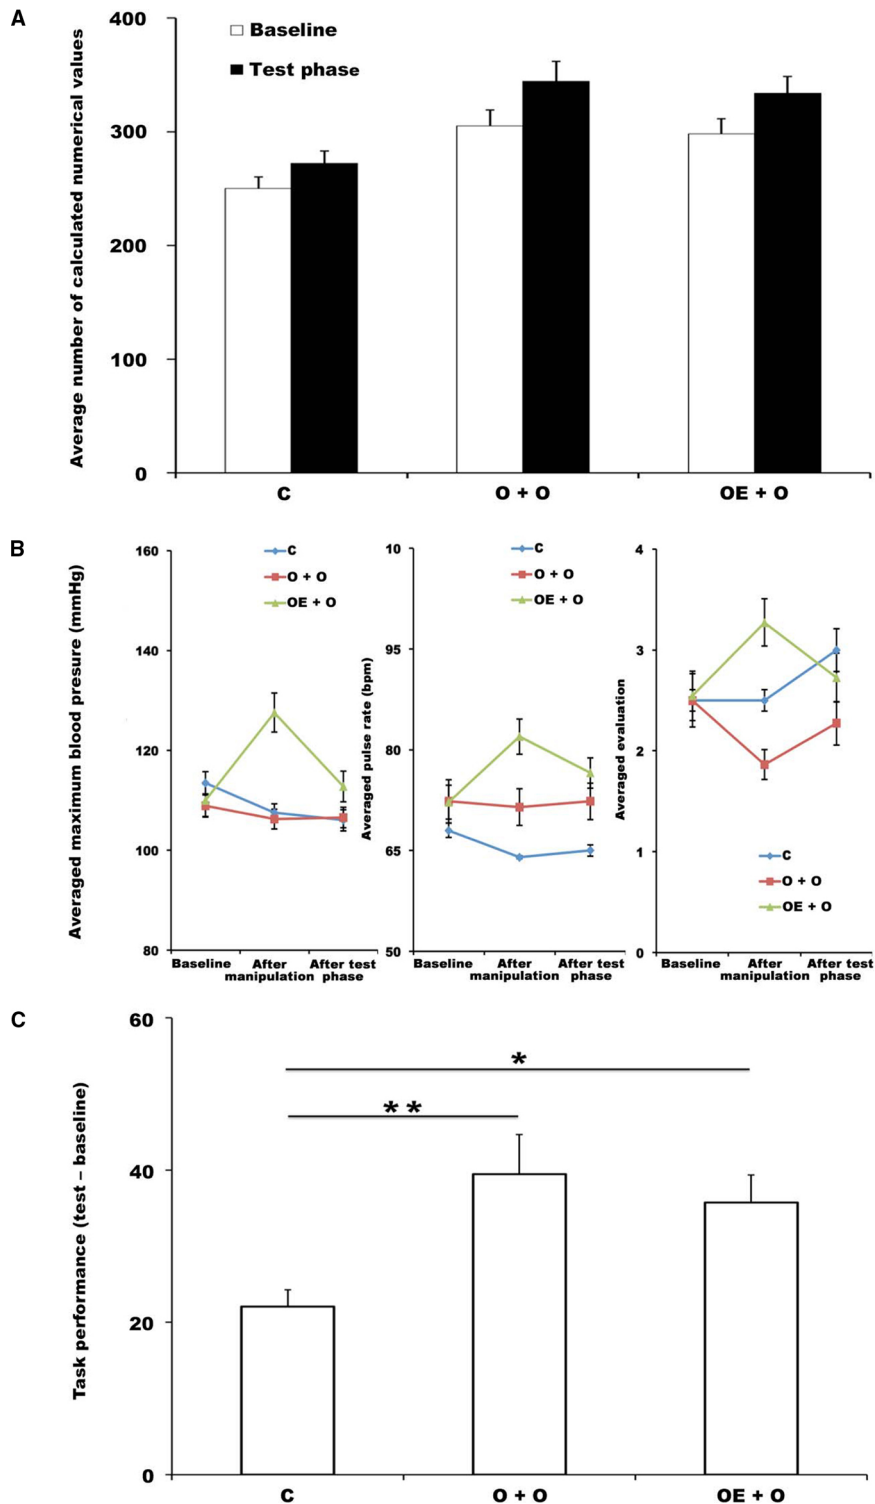 A
400
Baseline
Test phase
300
200
100
0
Average number of calculated numerical values
C
O + O
OE + O
B
160
140
120
100
80
Averaged maximum blood presure (mmHg)
C
O + O
OE + O
Baseline
After
manipulation
After test
phase
10
95
80
65
50
Averaged pulse rate (bpm)
C
O + O
OE + O
Baseline
After
manipulation
After test
phase
4
3
2
1
0
Averaged evaluation
C
O + O
OE + O
Baseline
After
manipulation
After test
phase
C
60
40
20
0
Task performance (test – baseline)
*
**
C
O + O
OE + O